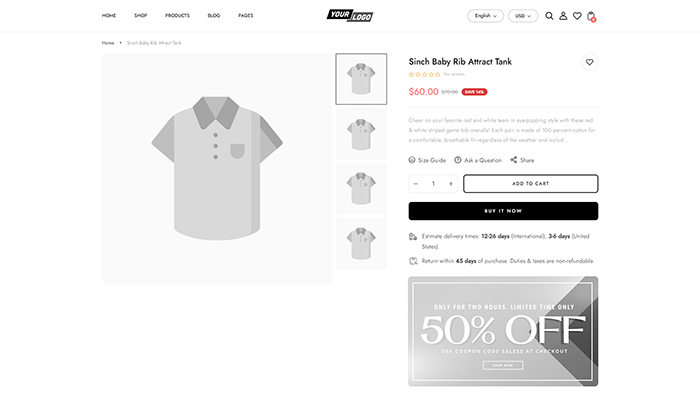 HOME SHOP PRODUCTS BLOG PAGES
YOUR LOGO
English USD
Home Sinch Baby Rib Attract Tank
Sinch Baby Rib Attract Tank
No reviews
$60.00 $70.00 SAVE 14%
Cheer on your favorite red and white team in eye-popping style with these red
& white striped game bib overalls! Each pair is made of 100 percent cotton for
a comfortable, breathable fit regardless of the weather and includ...
Size Guide Ask a Question Share
− 1 + ADD TO CART
BUY IT NOW
Estimate delivery times: 12-26 days (International), 3-6 days (United
States).
Return within 45 days of purchase. Duties & taxes are non-refundable.
ONLY FOR TWO HOURS. LIMITED TIME ONLY
50% OFF
USE COUPON CODE SALE50 AT CHECKOUT
SHOP NOW